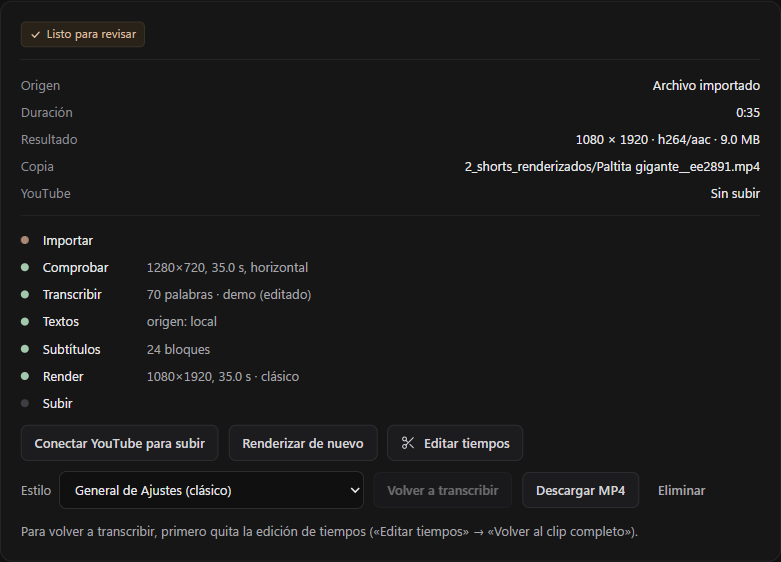 Listo para revisar
Origen Archivo importado
Duración 0:35
Resultado 1080 × 1920 · h264/aac · 9.0 MB
Copia 2_shorts_renderizados/Paltita gigante__ee2891.mp4
YouTube Sin subir
Importar
Comprobar 1280×720, 35.0 s, horizontal
Transcribir 70 palabras · demo (editado)
Textos origen: local
Subtítulos 24 bloques
Render 1080×1920, 35.0 s · clásico
Subir
Conectar YouTube para subir Renderizar de nuevo Editar tiempos
Estilo General de Ajustes (clásico) Volver a transcribir Descargar MP4 Eliminar
Para volver a transcribir, primero quita la edición de tiempos («Editar tiempos» → «Volver al clip completo»).